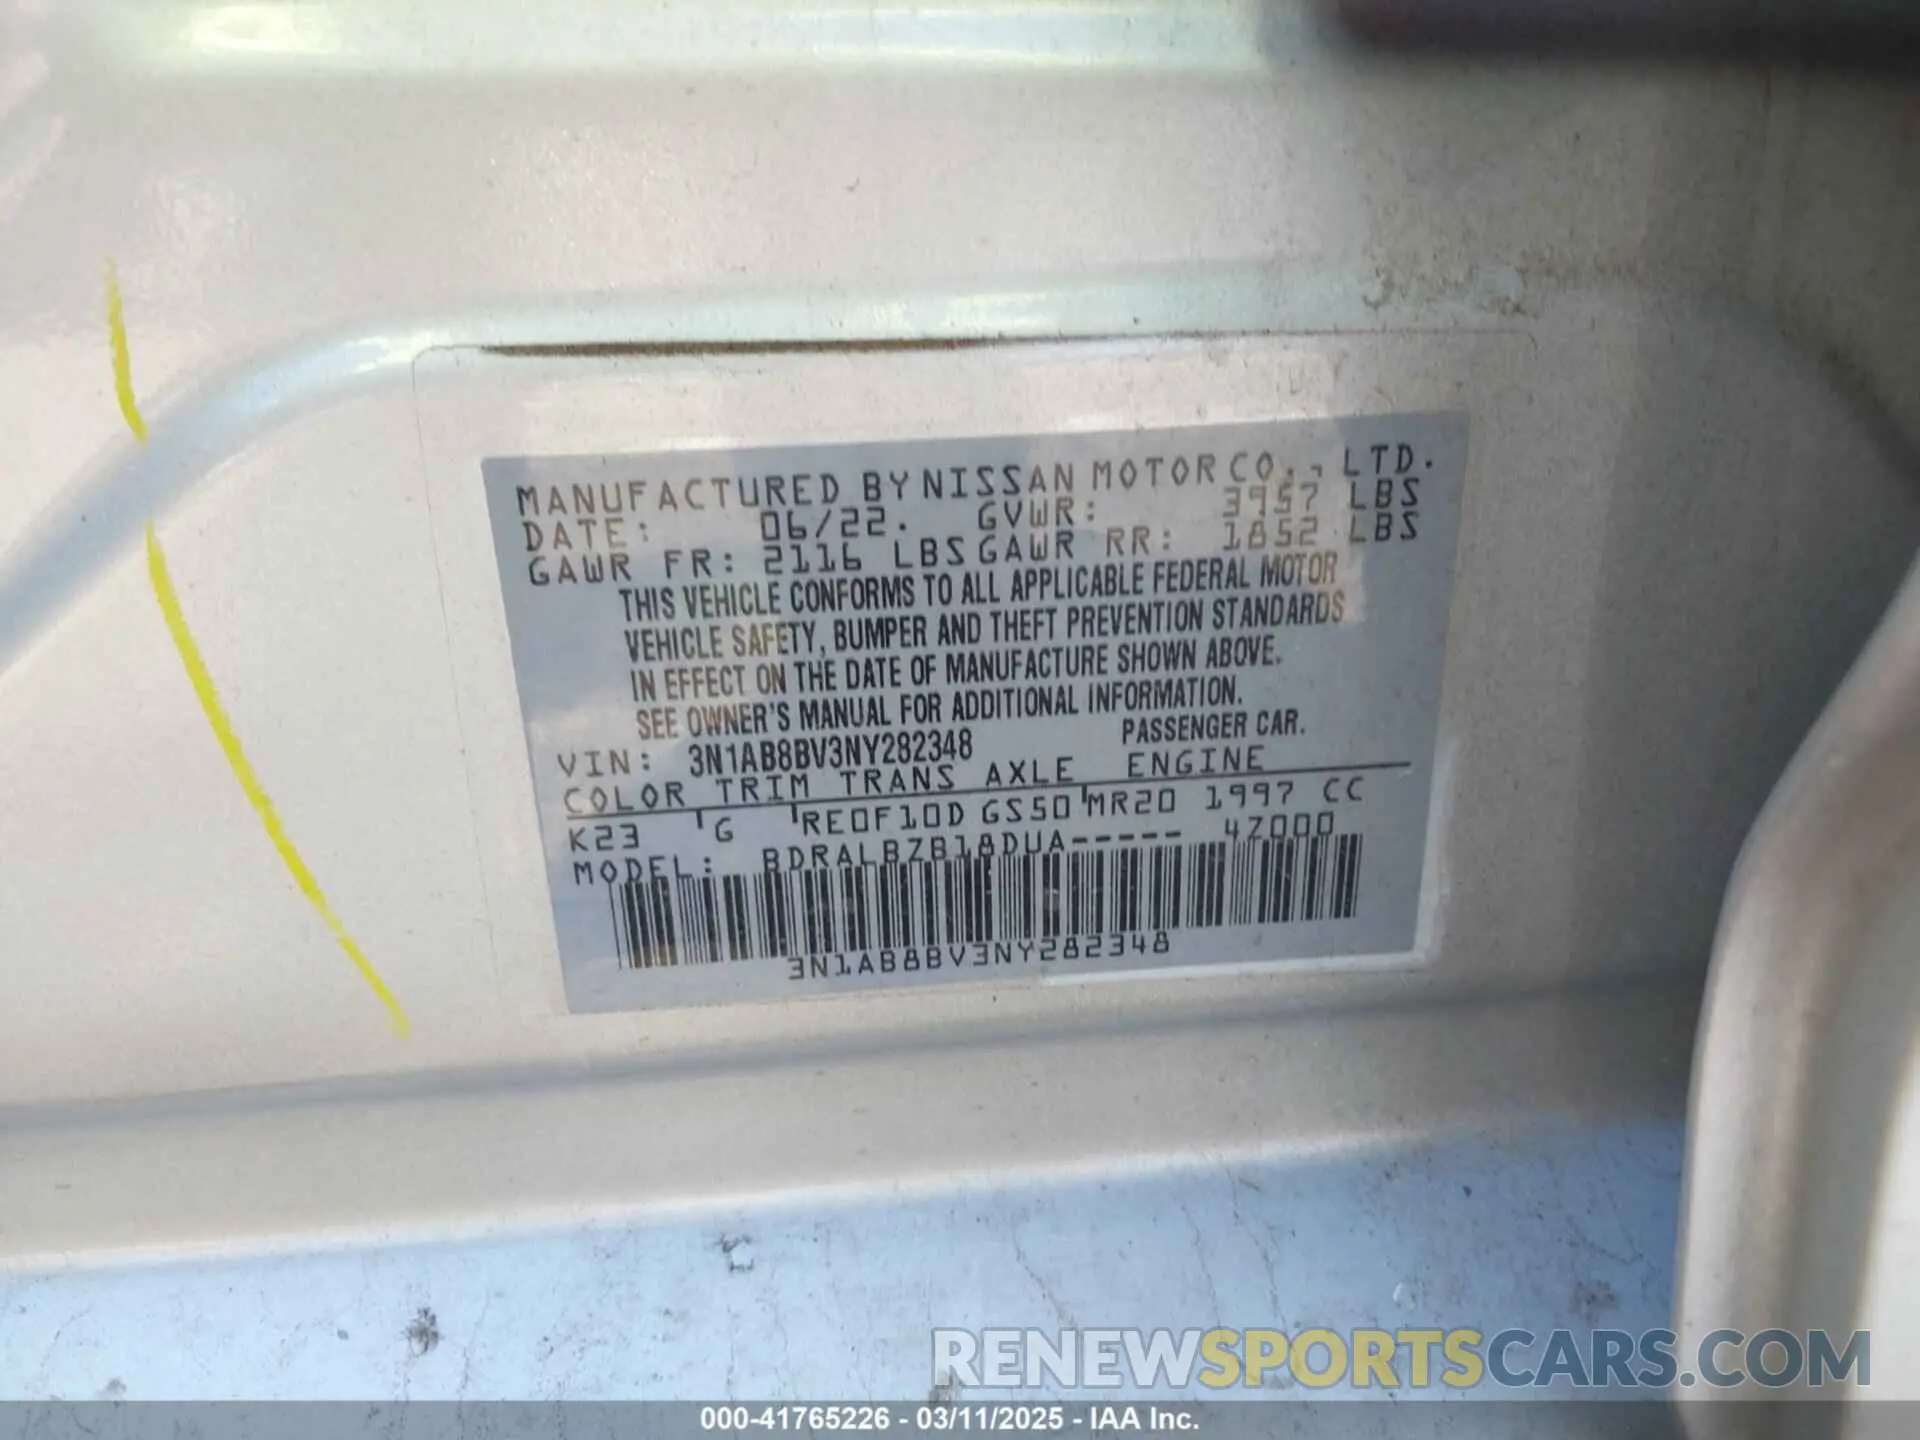 MANUFACTURED BY NISSAN MOTOR CO., LTD.
DATE: 06/22. GVWR: 3957 LBS
GAWR FR: 2116 LBS GAWR RR: 1852 LBS
THIS VEHICLE CONFORMS TO ALL APPLICABLE FEDERAL MOTOR
VEHICLE SAFETY, BUMPER AND THEFT PREVENTION STANDARDS
IN EFFECT ON THE DATE OF MANUFACTURE SHOWN ABOVE.
SEE OWNER'S MANUAL FOR ADDITIONAL INFORMATION.
VIN: 3N1AB8BV3NY282348 PASSENGER CAR.
COLOR TRIM TRANS AXLE ENGINE
K23 G RE0F10D GS50 MR20 1997 CC
MODEL: BDRALBZB18DUA----- 4Z000
3N1AB8BV3NY282348
RENEWSPORTSCARS.COM
000-41765226 - 03/11/2025 - IAA Inc.